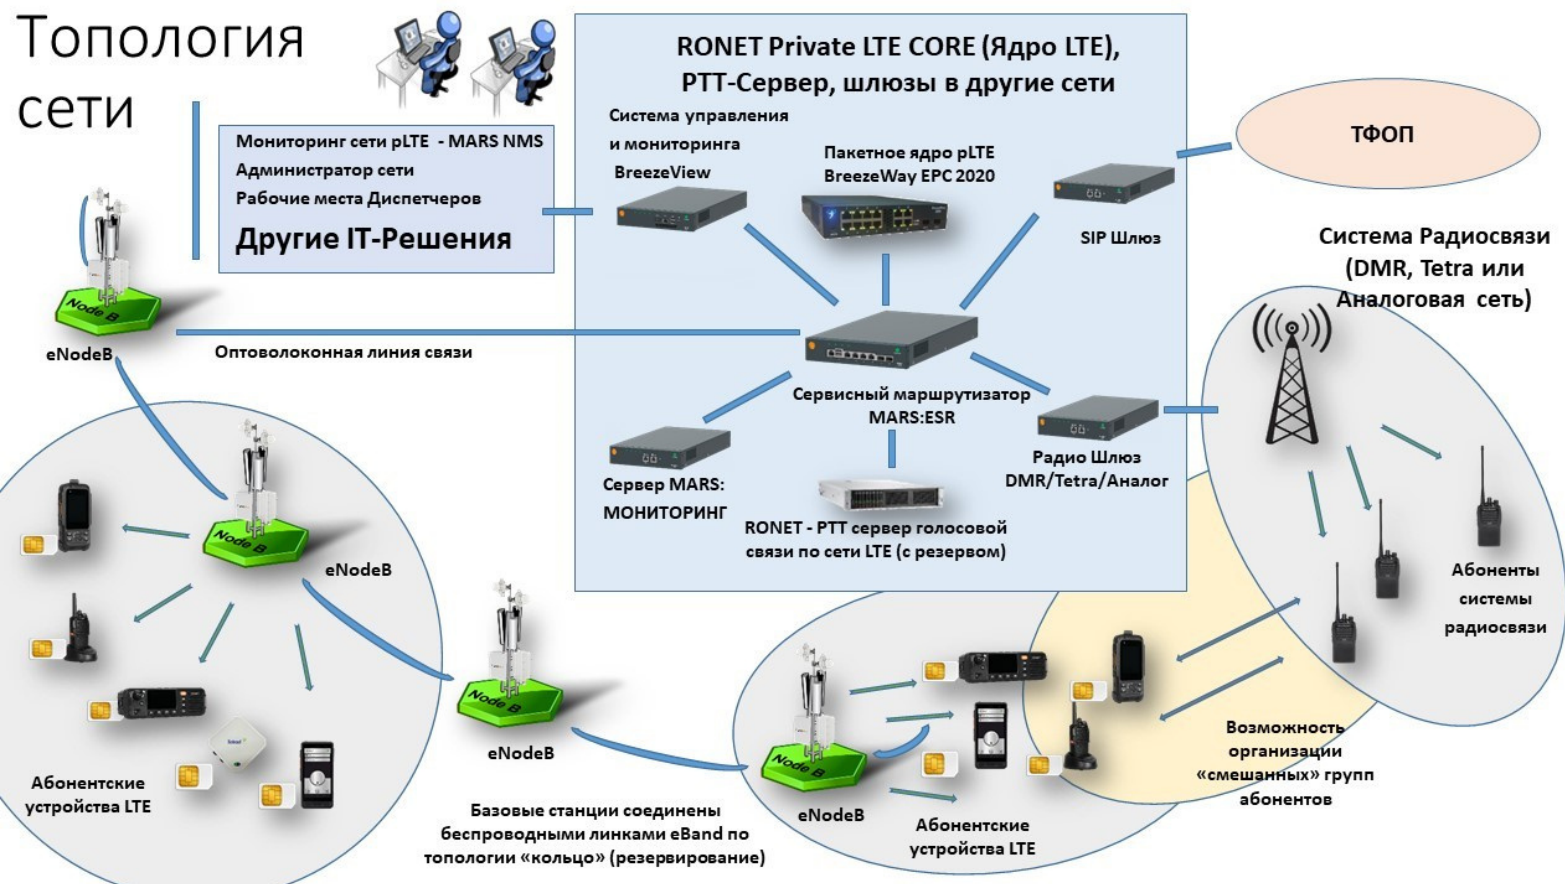 Топология
сети
Мониторинг сети pLTE - MARS NMS
Администратор сети
Рабочие места Диспетчеров
Другие IT-Решения
RONET Private LTE CORE (Ядро LTE),
PTT-Сервер, шлюзы в другие сети
Система управления
и мониторинга
BreezeView
Пакетное ядро pLTE
BreezeWay EPC 2020
SIP Шлюз
ТФОП
Система Радиосвязи
(DMR, Tetra или
Аналоговая сеть)
Node B
eNodeB
Оптоволоконная линия связи
Сервисный маршрутизатор
MARS:ESR
Сервер MARS:
МОНИТОРИНГ
RONET - PTT сервер голосовой
связи по сети LTE (с резервом)
Радио Шлюз
DMR/Tetra/Аналог
Node B
eNodeB
Абонентские
устройства LTE
Node B
eNodeB
Базовые станции соединены
беспроводными линками eBand по
топологии «кольцо» (резервирование)
Node B
eNodeB
Абонентские
устройства LTE
Абоненты
системы
радиосвязи
Возможность
организации
«смешанных» групп
абонентов